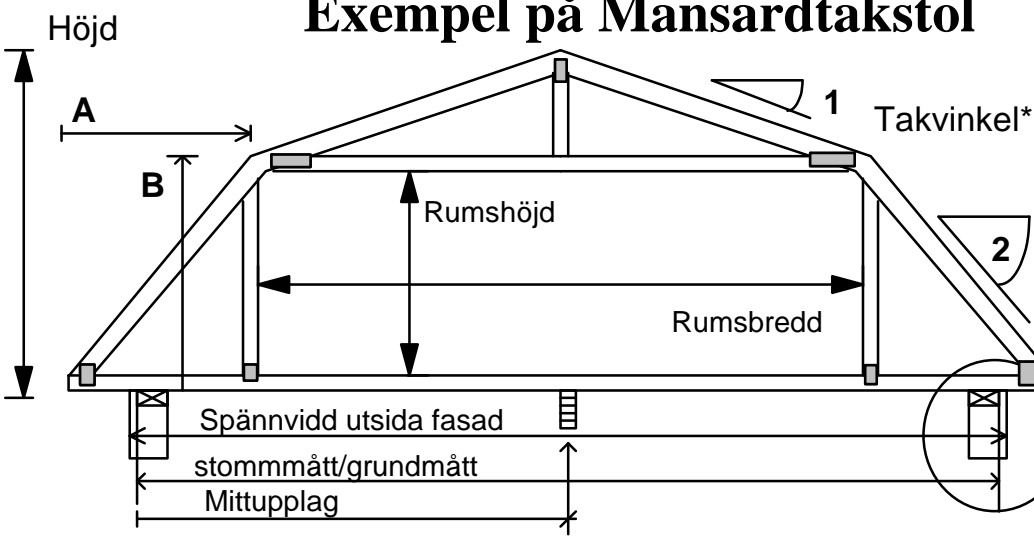 Exempel på Mansardtakstol
Höjd
A
1
Takvinkel*
B
Rumshöjd
2
Rumsbredd
Spännvidd utsida fasad
stommmått/grundmått
Mittupplag